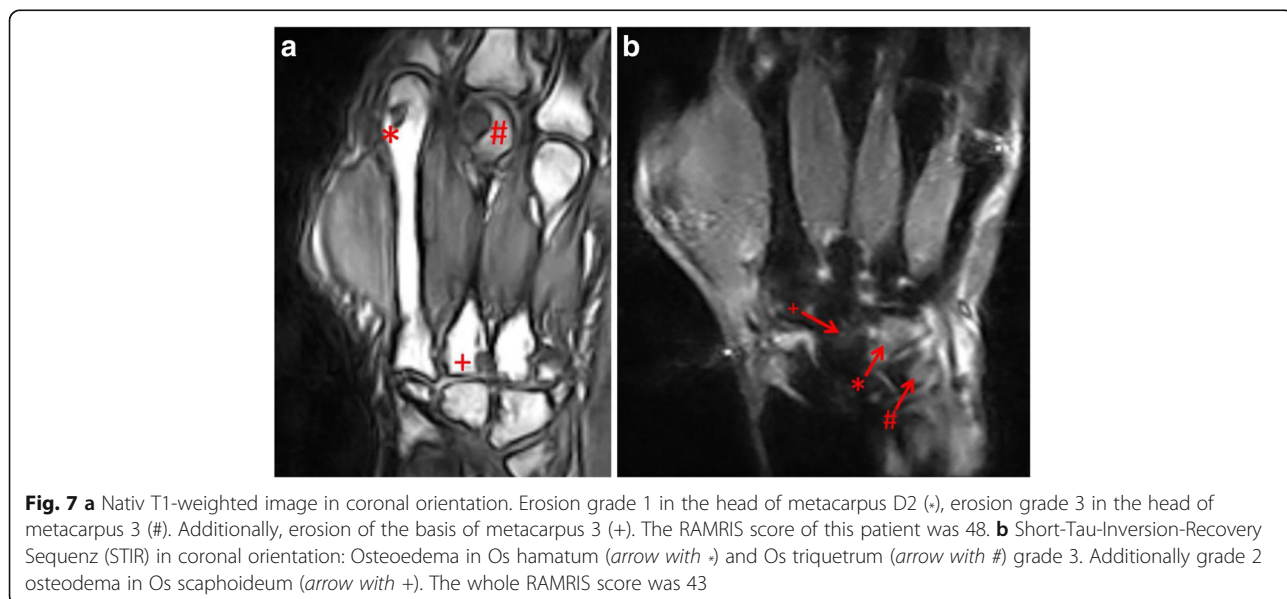 a
b
*
#
+
+
*
#
Fig. 7 a Nativ T1-weighted image in coronal orientation. Erosion grade 1 in the head of metacarpus D2 (*), erosion grade 3 in the head of
metacarpus 3 (#). Additionally, erosion of the basis of metacarpus 3 (+). The RAMRIS score of this patient was 48. b Short-Tau-Inversion-Recovery
Sequenz (STIR) in coronal orientation: Osteoedema in Os hamatum (arrow with *) and Os triquetrum (arrow with #) grade 3. Additionally grade 2
osteodema in Os scaphoideum (arrow with +). The whole RAMRIS score was 43